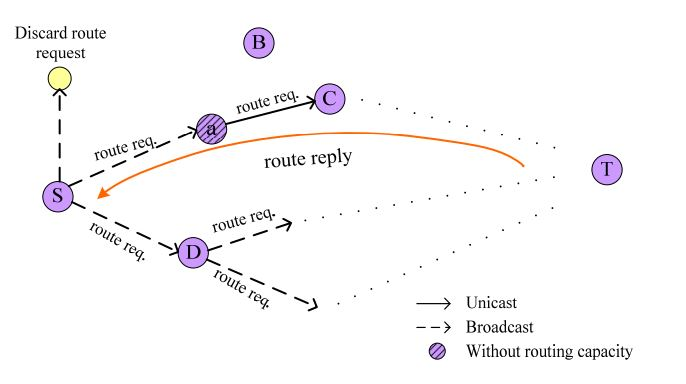 Discard route
request
B
C
route req.
a
route req.
route reply
T
S
route req.
route req.
D
route req.
Unicast
Broadcast
Without routing capacity